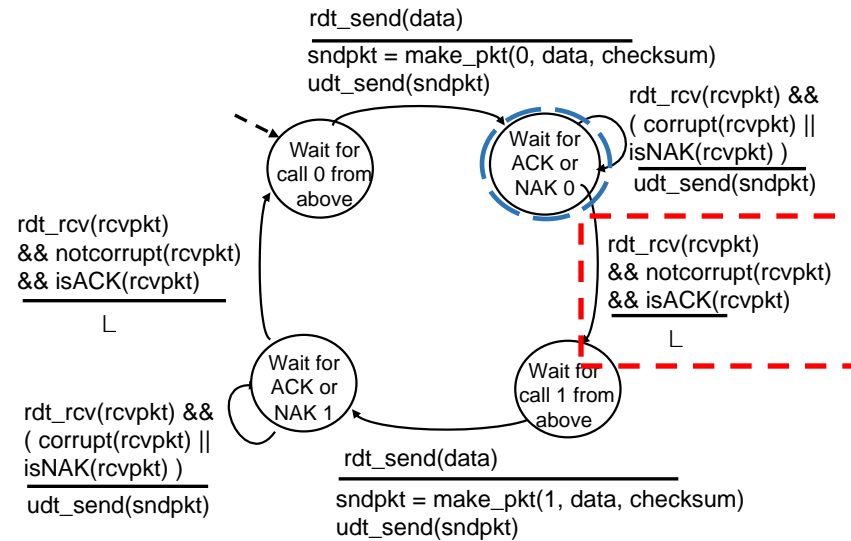 rdt_send(data)
sndpkt = make_pkt(0, data, checksum)
udt_send(sndpkt)
Wait for
call 0 from
above
Wait for
ACK or
NAK 0
rdt_rcv(rcvpkt) &&
( corrupt(rcvpkt) ||
isNAK(rcvpkt) )
udt_send(sndpkt)
rdt_rcv(rcvpkt)
&& notcorrupt(rcvpkt)
&& isACK(rcvpkt)
L
rdt_rcv(rcvpkt)
&& notcorrupt(rcvpkt)
&& isACK(rcvpkt)
L
Wait for
ACK or
NAK 1
Wait for
call 1 from
above
rdt_rcv(rcvpkt) &&
( corrupt(rcvpkt) ||
isNAK(rcvpkt) )
udt_send(sndpkt)
rdt_send(data)
sndpkt = make_pkt(1, data, checksum)
udt_send(sndpkt)